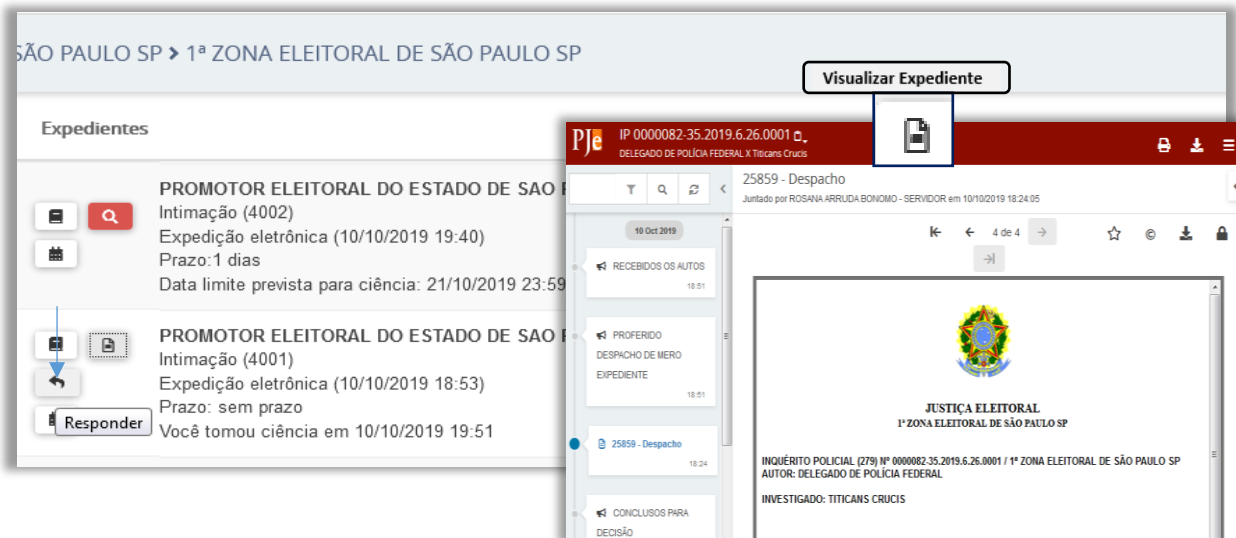 SÃO PAULO SP > 1ª ZONA ELEITORAL DE SÃO PAULO SP
Expedientes
PROMOTOR ELEITORAL DO ESTADO DE SAO
Intimação (4002)
Expedição eletrônica (10/10/2019 19:40)
Prazo:1 dias
Data limite prevista para ciência: 21/10/2019 23:59
PROMOTOR ELEITORAL DO ESTADO DE SAO
Intimação (4001)
Expedição eletrônica (10/10/2019 18:53)
Prazo: sem prazo
Você tomou ciência em 10/10/2019 19:51
Responder
Visualizar Expediente
PJe
IP 0000082-35.2019.6.26.0001
DELEGADO DE POLÍCIA FEDERAL X Titicans Crucis
10 Oct 2019
RECEBIDOS OS AUTOS
18:51
PROFERIDO
DESPACHO DE MERO
EXPEDIENTE
18:51
25859 - Despacho
18:24
CONCLUSOS PARA
DECISÃO
25859 - Despacho
Juntado por ROSANA ARRUDA BONOMO - SERVIDOR em 10/10/2019 18:24:05
4 de 4
JUSTIÇA ELEITORAL
1ª ZONA ELEITORAL DE SÃO PAULO SP
INQUÉRITO POLICIAL (279) Nº 0000082-35.2019.6.26.0001 / 1ª ZONA ELEITORAL DE SÃO PAULO SP
AUTOR: DELEGADO DE POLÍCIA FEDERAL
INVESTIGADO: TITICANS CRUCIS